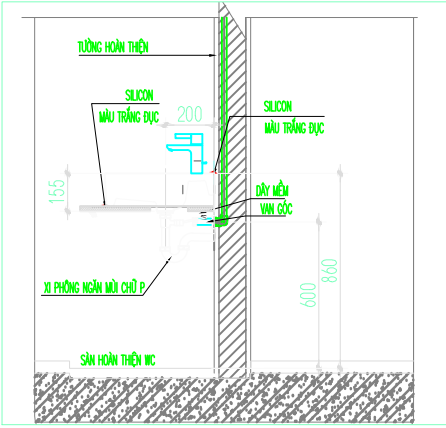 TƯỜNG HOÀN THIỆN
SILICON
MÀU TRẮNG ĐỤC
200
SILICON
MÀU TRẮNG ĐỤC
155
DÂY MỀM
VAN GÓC
XI PHÔNG NGĂN MÙI CHỮ P
600
860
SÀN HOÀN THIỆN WC